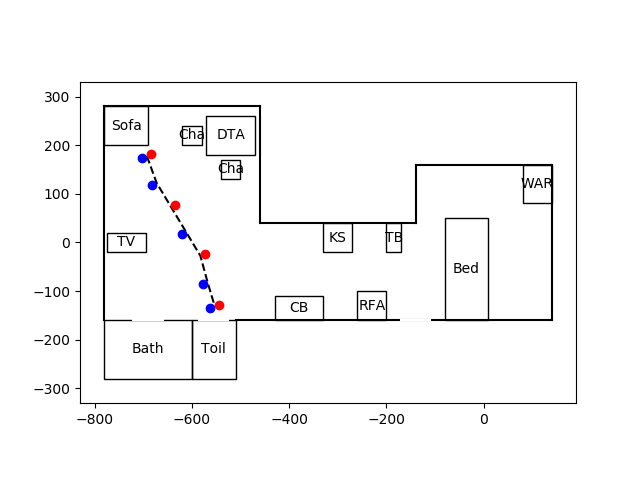 300
200
100
0
−100
−200
−300
−800
−600
−400
−200
0
Sofa
Cha
DTA
Cha
WAR
TV
KS
TB
Bed
CB
RFA
Bath
Toil